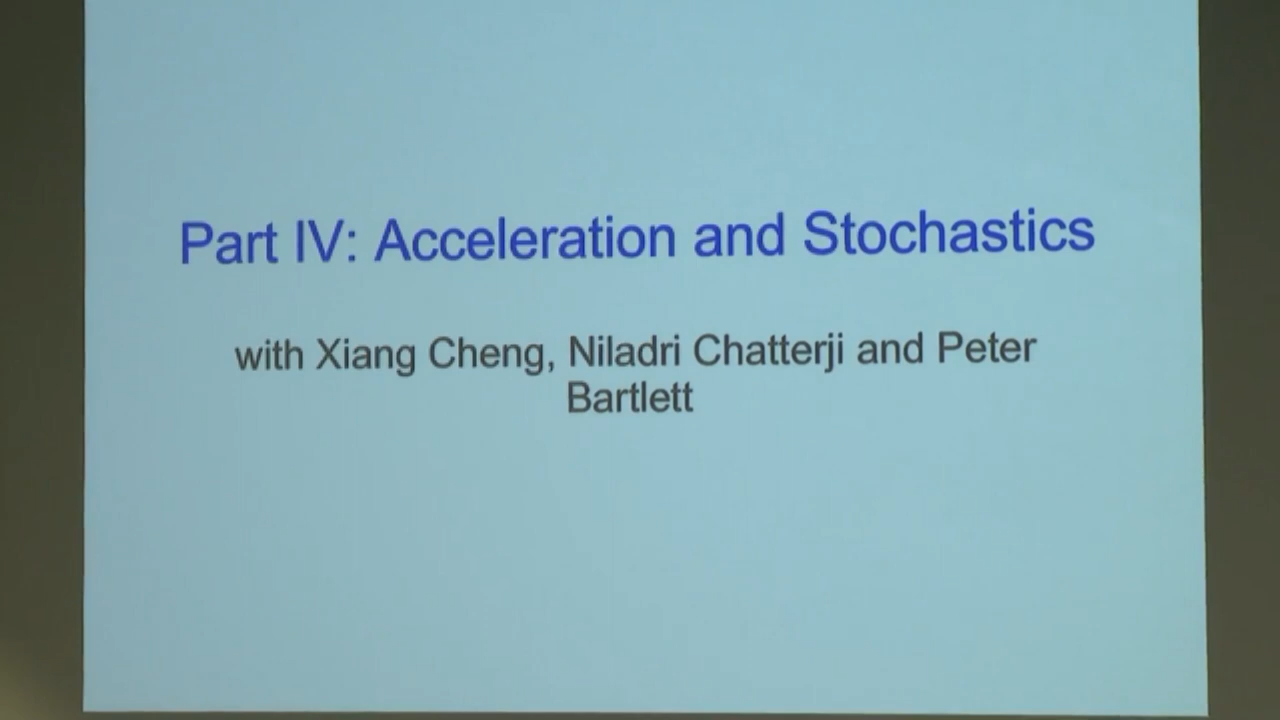 Part IV: Acceleration and Stochastics
with Xiang Cheng, Niladri Chatterji and Peter
Bartlett